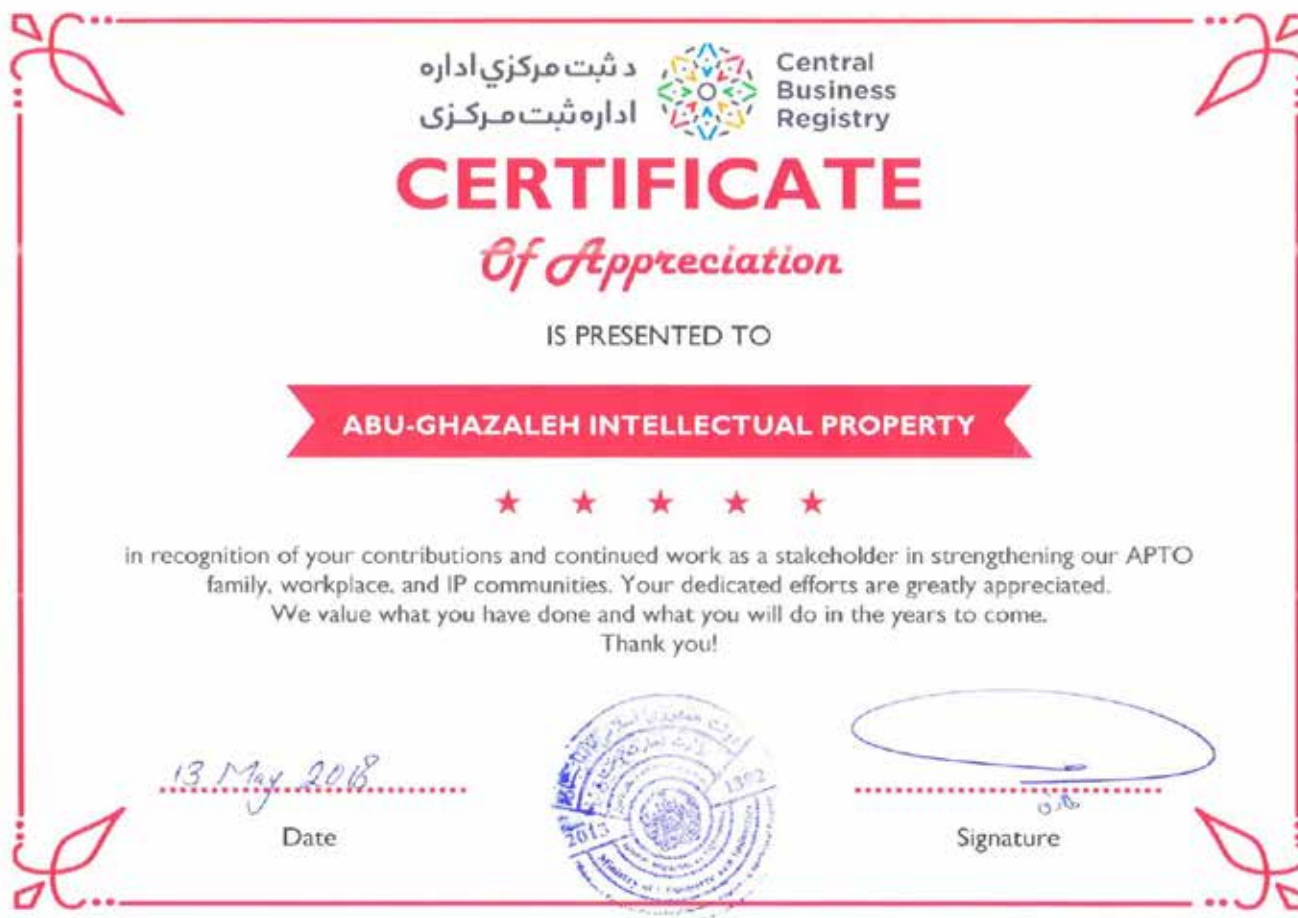 د ثبت مرکزي اداره
اداره ثبت مرکزی
Central
Business
Registry
CERTIFICATE
Of Appreciation
IS PRESENTED TO
ABU-GHAZALEH INTELLECTUAL PROPERTY
in recognition of your contributions and continued work as a stakeholder in strengthening our APTO
family, workplace, and IP communities. Your dedicated efforts are greatly appreciated.
We value what you have done and what you will do in the years to come.
Thank you!
13 May 2018
Date
1392
2013
Signature